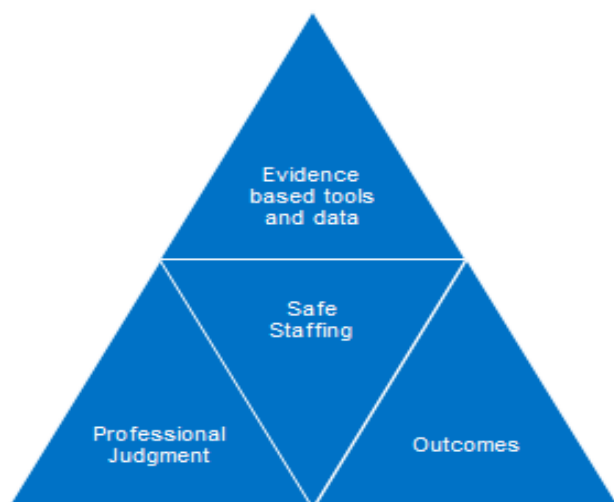 Evidence
based tools
and data
Safe
Staffing
Professional
Judgment
Outcomes